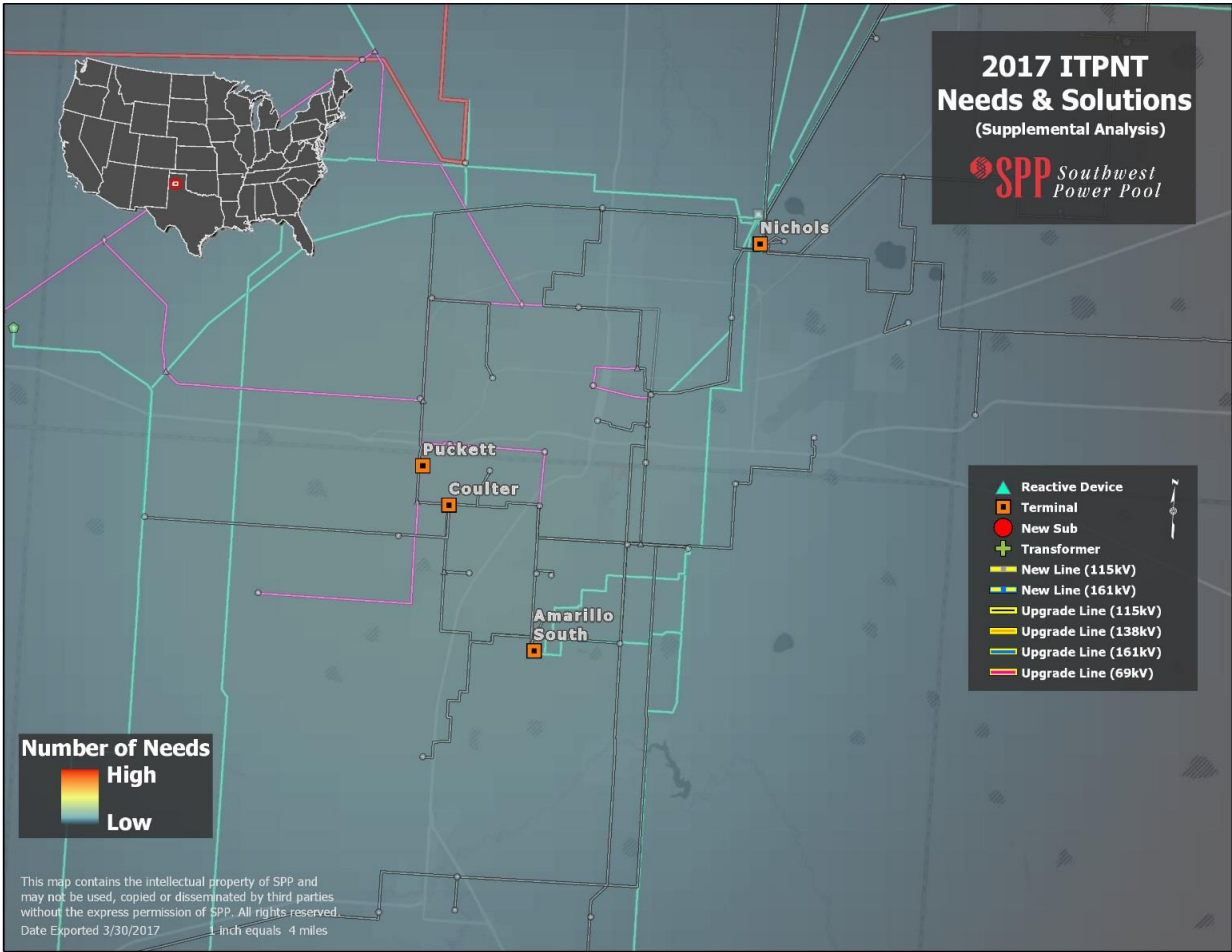 2017 ITPNT
Needs & Solutions
(Supplemental Analysis)
SPP Southwest
Power Pool
Nichols
Puckett
Coulter
Amarillo
South
Reactive Device
Terminal
New Sub
Transformer
New Line (115kV)
New Line (161kV)
Upgrade Line (115kV)
Upgrade Line (138kV)
Upgrade Line (161kV)
Upgrade Line (69kV)
N
Number of Needs
High
Low
This map contains the intellectual property of SPP and
may not be used, copied or disseminated by third parties
without the express permission of SPP. All rights reserved.
Date Exported 3/30/2017 1 inch equals 4 miles